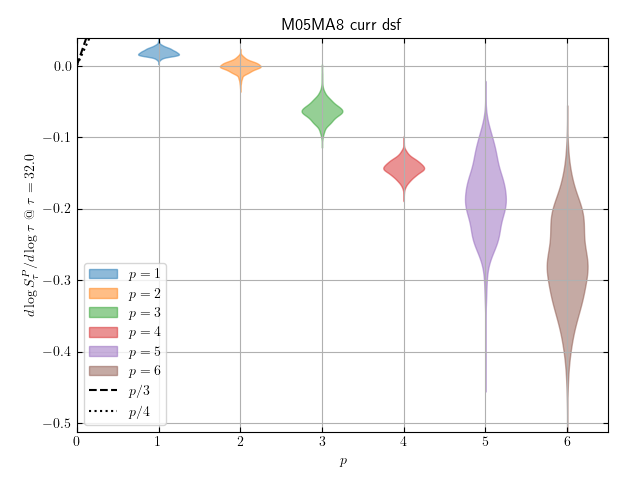 M05MA8 curr dsf
d log S_τ^p / d log τ @ τ = 32.0
0.0
−0.1
−0.2
−0.3
−0.4
−0.5
p = 1
p = 2
p = 3
p = 4
p = 5
p = 6
p/3
p/4
0 1 2 3 4 5 6
p